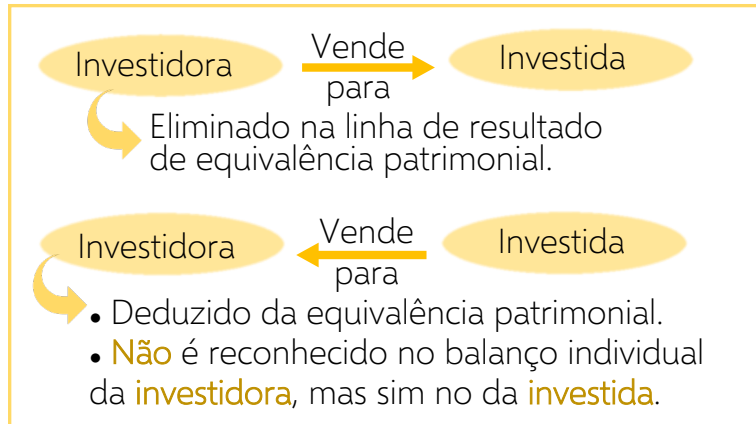 Investidora Vende para Investida
Eliminado na linha de resultado
de equivalência patrimonial.
Investidora Vende para Investida
• Deduzido da equivalência patrimonial.
• Não é reconhecido no balanço individual
da investidora, mas sim no da investida.